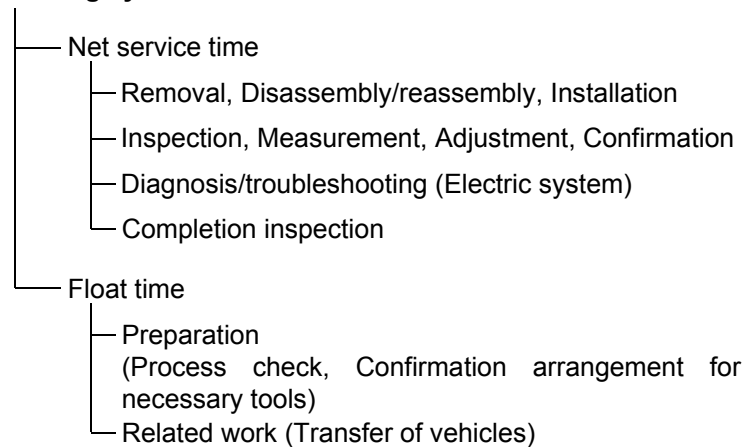 Net service time
Removal, Disassembly/reassembly, Installation
Inspection, Measurement, Adjustment, Confirmation
Diagnosis/troubleshooting (Electric system)
Completion inspection
Float time
Preparation
(Process check, Confirmation arrangement for
necessary tools)
Related work (Transfer of vehicles)